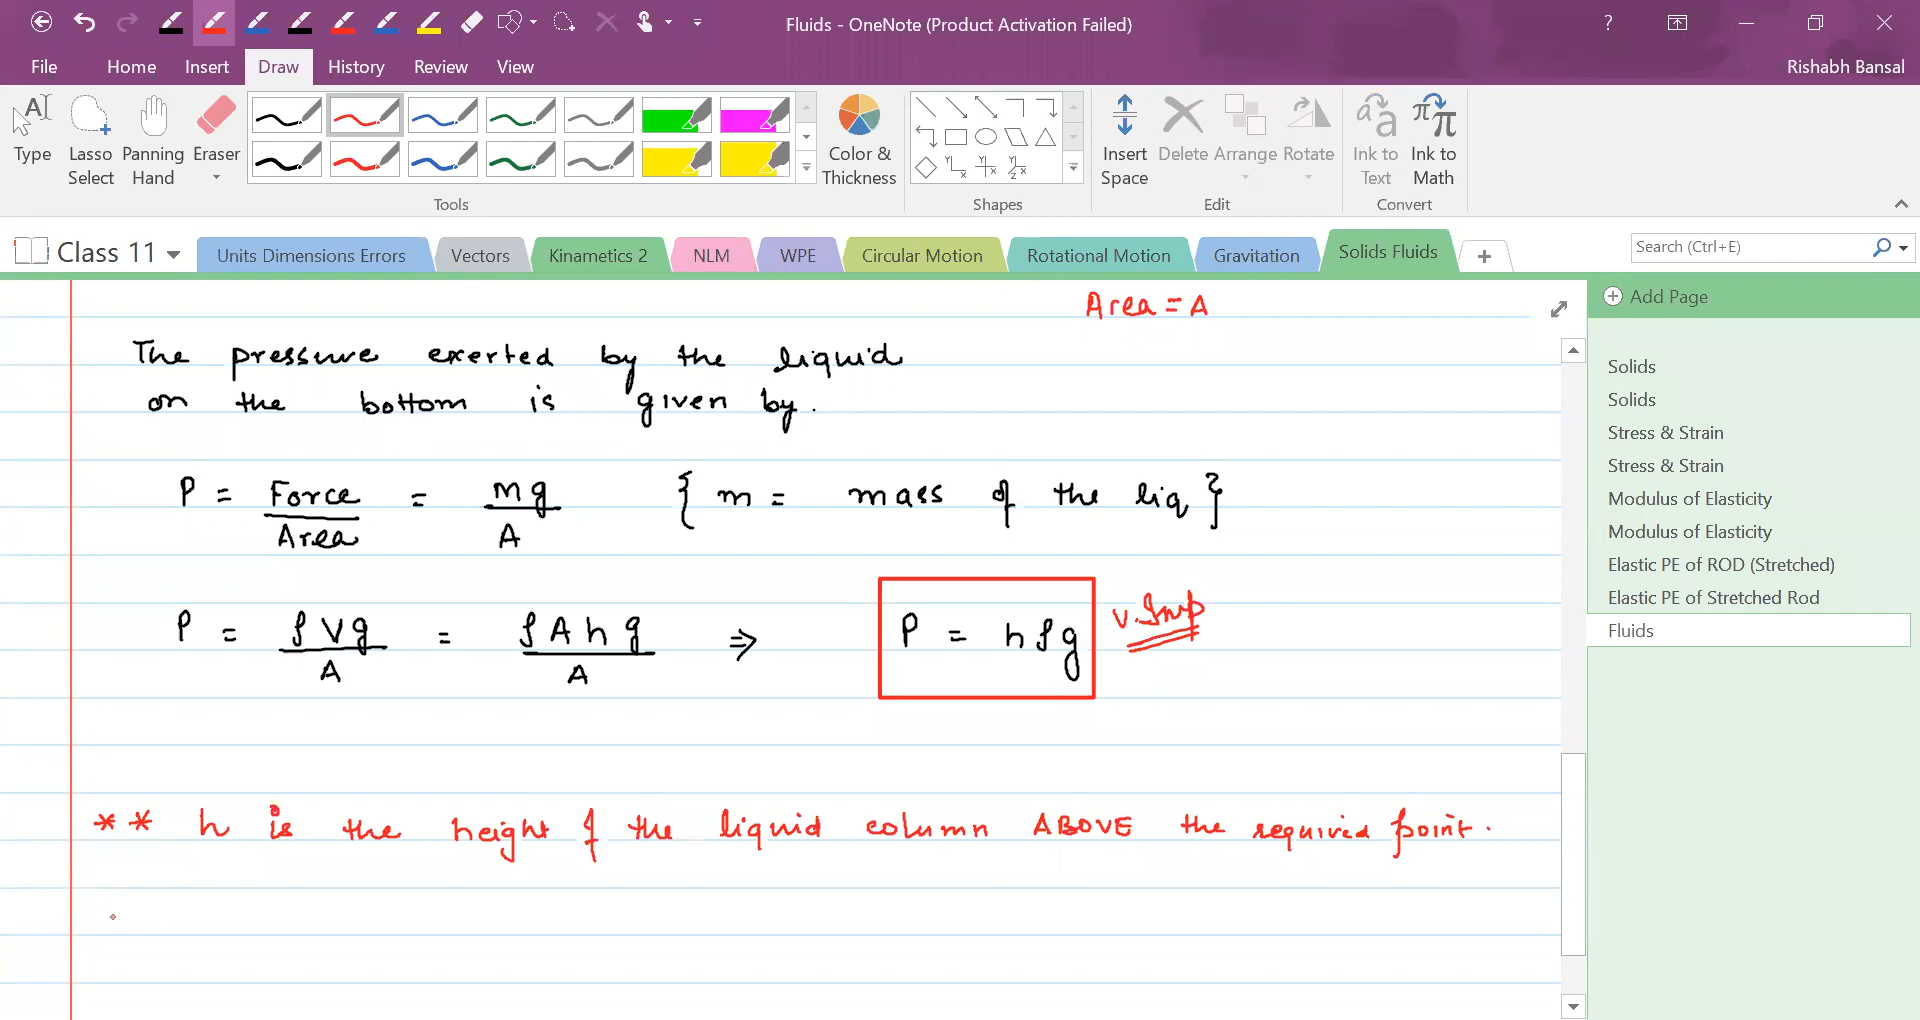 Fluids - OneNote (Product Activation Failed)
?
File Home Insert Draw History Review View
Rishabh Bansal
Type
Lasso Select
Panning Hand
Eraser
Color & Thickness
Insert Space
Delete
Arrange
Rotate
Ink to Text
Ink to Math
Tools
Shapes
Edit
Convert
Class 11
Units Dimensions Errors
Vectors
Kinametics 2
NLM
WPE
Circular Motion
Rotational Motion
Gravitation
Solids Fluids
Search (Ctrl+E)
Area = A
The pressure exerted by the liquid
on the bottom is given by.
P = Force/Area = mg/A { m = mass of the liq }
P = ρVg/A = ρAhg/A ⇒ P = hρg V.Imp
** h is the height of the liquid column ABOVE the required point.
Add Page
Solids
Solids
Stress & Strain
Stress & Strain
Modulus of Elasticity
Modulus of Elasticity
Elastic PE of ROD (Stretched)
Elastic PE of Stretched Rod
Fluids